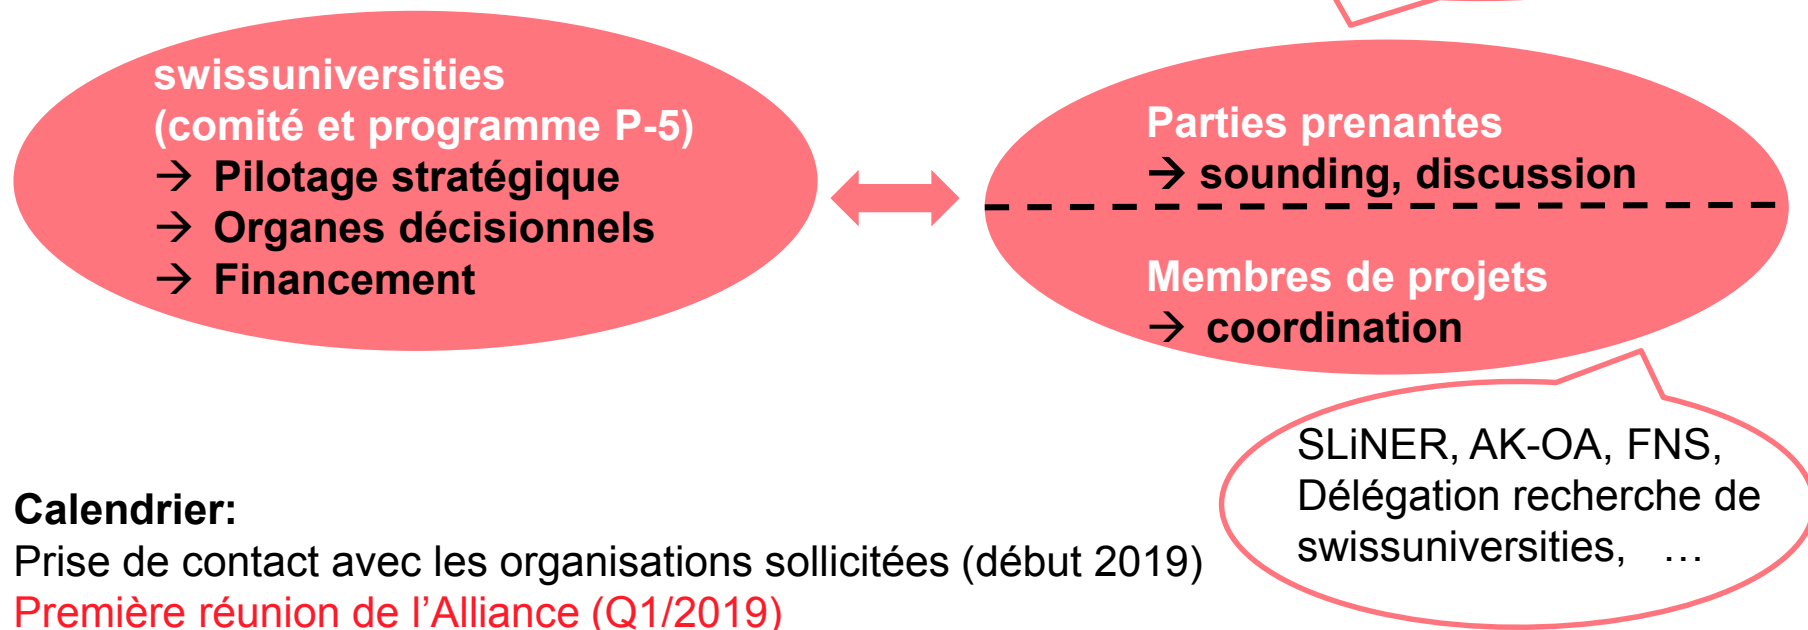 swissuniversities
(comité et programme P-5)
→ Pilotage stratégique
→ Organes décisionnels
→ Financement
Parties prenantes
→ sounding, discussion
Membres de projets
→ coordination
SLiNER, AK-OA, FNS,
Délégation recherche de
swissuniversities, …
Calendrier:
Prise de contact avec les organisations sollicitées (début 2019)
Première réunion de l’Alliance (Q1/2019)